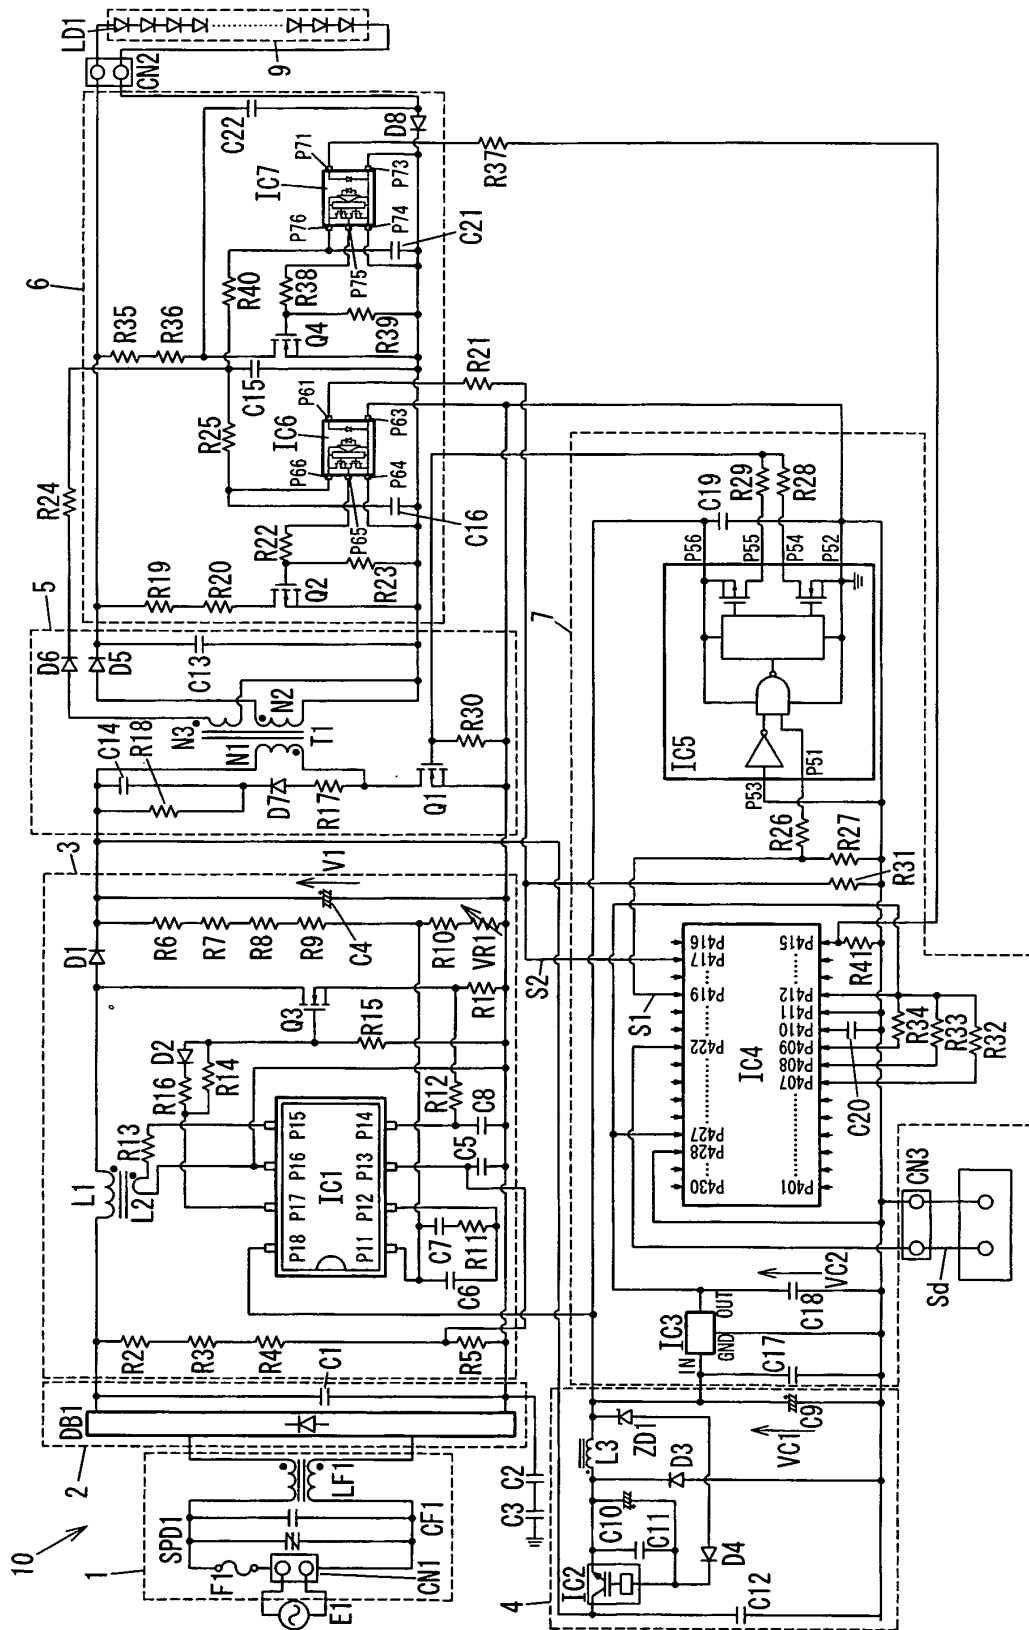 10
1
SPD1
F1
E1
CN1
CF1
LF1
2
DB1
C1
C2
C3
3
L1
L2
R13
R16
D2
R14
D1
R2
R3
R4
R5
P18
P17
P16
P15
IC1
P11
P12
P13
P14
C6
C7
R11
C5
C8
R12
R15
Q3
R1
R6
R7
R8
R9
C4
V1
R10
VR1
5
C14
R18
D7
R17
N1
N3
N2
T1
D6
D5
C13
Q1
R30
6
R24
R19
R20
Q2
R22
R23
R25
P66
IC6
P61
P65
P64
P63
C16
C15
R35
R36
R40
Q4
R38
R39
P76
IC7
P71
P75
P74
P73
C21
C22
D8
R21
R37
CN2
LD1
9
4
IC2
C10
C11
C12
D4
D3
L3
ZD1
VC1
C9
7
IC3
IN
OUT
GND
C17
C18
VC2
S2
S1
P430
P428
P427
P422
P419
P417
P416
IC4
P401
P407
P408
P409
P410
P411
P412
P415
C20
R34
R33
R32
R41
R31
R26
R27
IC5
P53
P51
P56
P55
P54
P52
C19
R29
R28
Sd
CN3